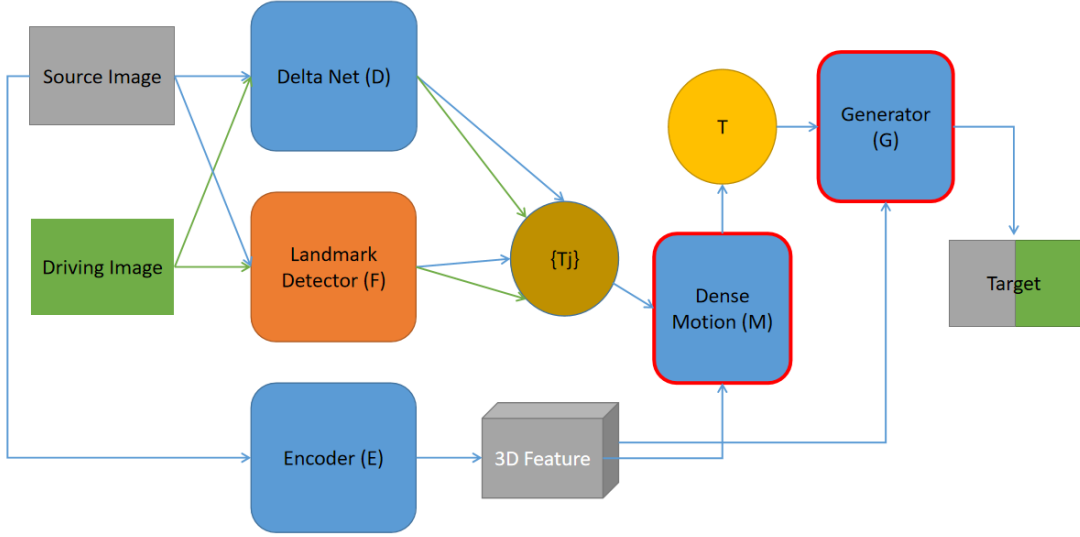 Source Image
Delta Net (D)
T
Generator
(G)
Driving Image
Landmark
Detector (F)
{Tj}
Dense
Motion (M)
Target
Encoder (E)
3D Feature